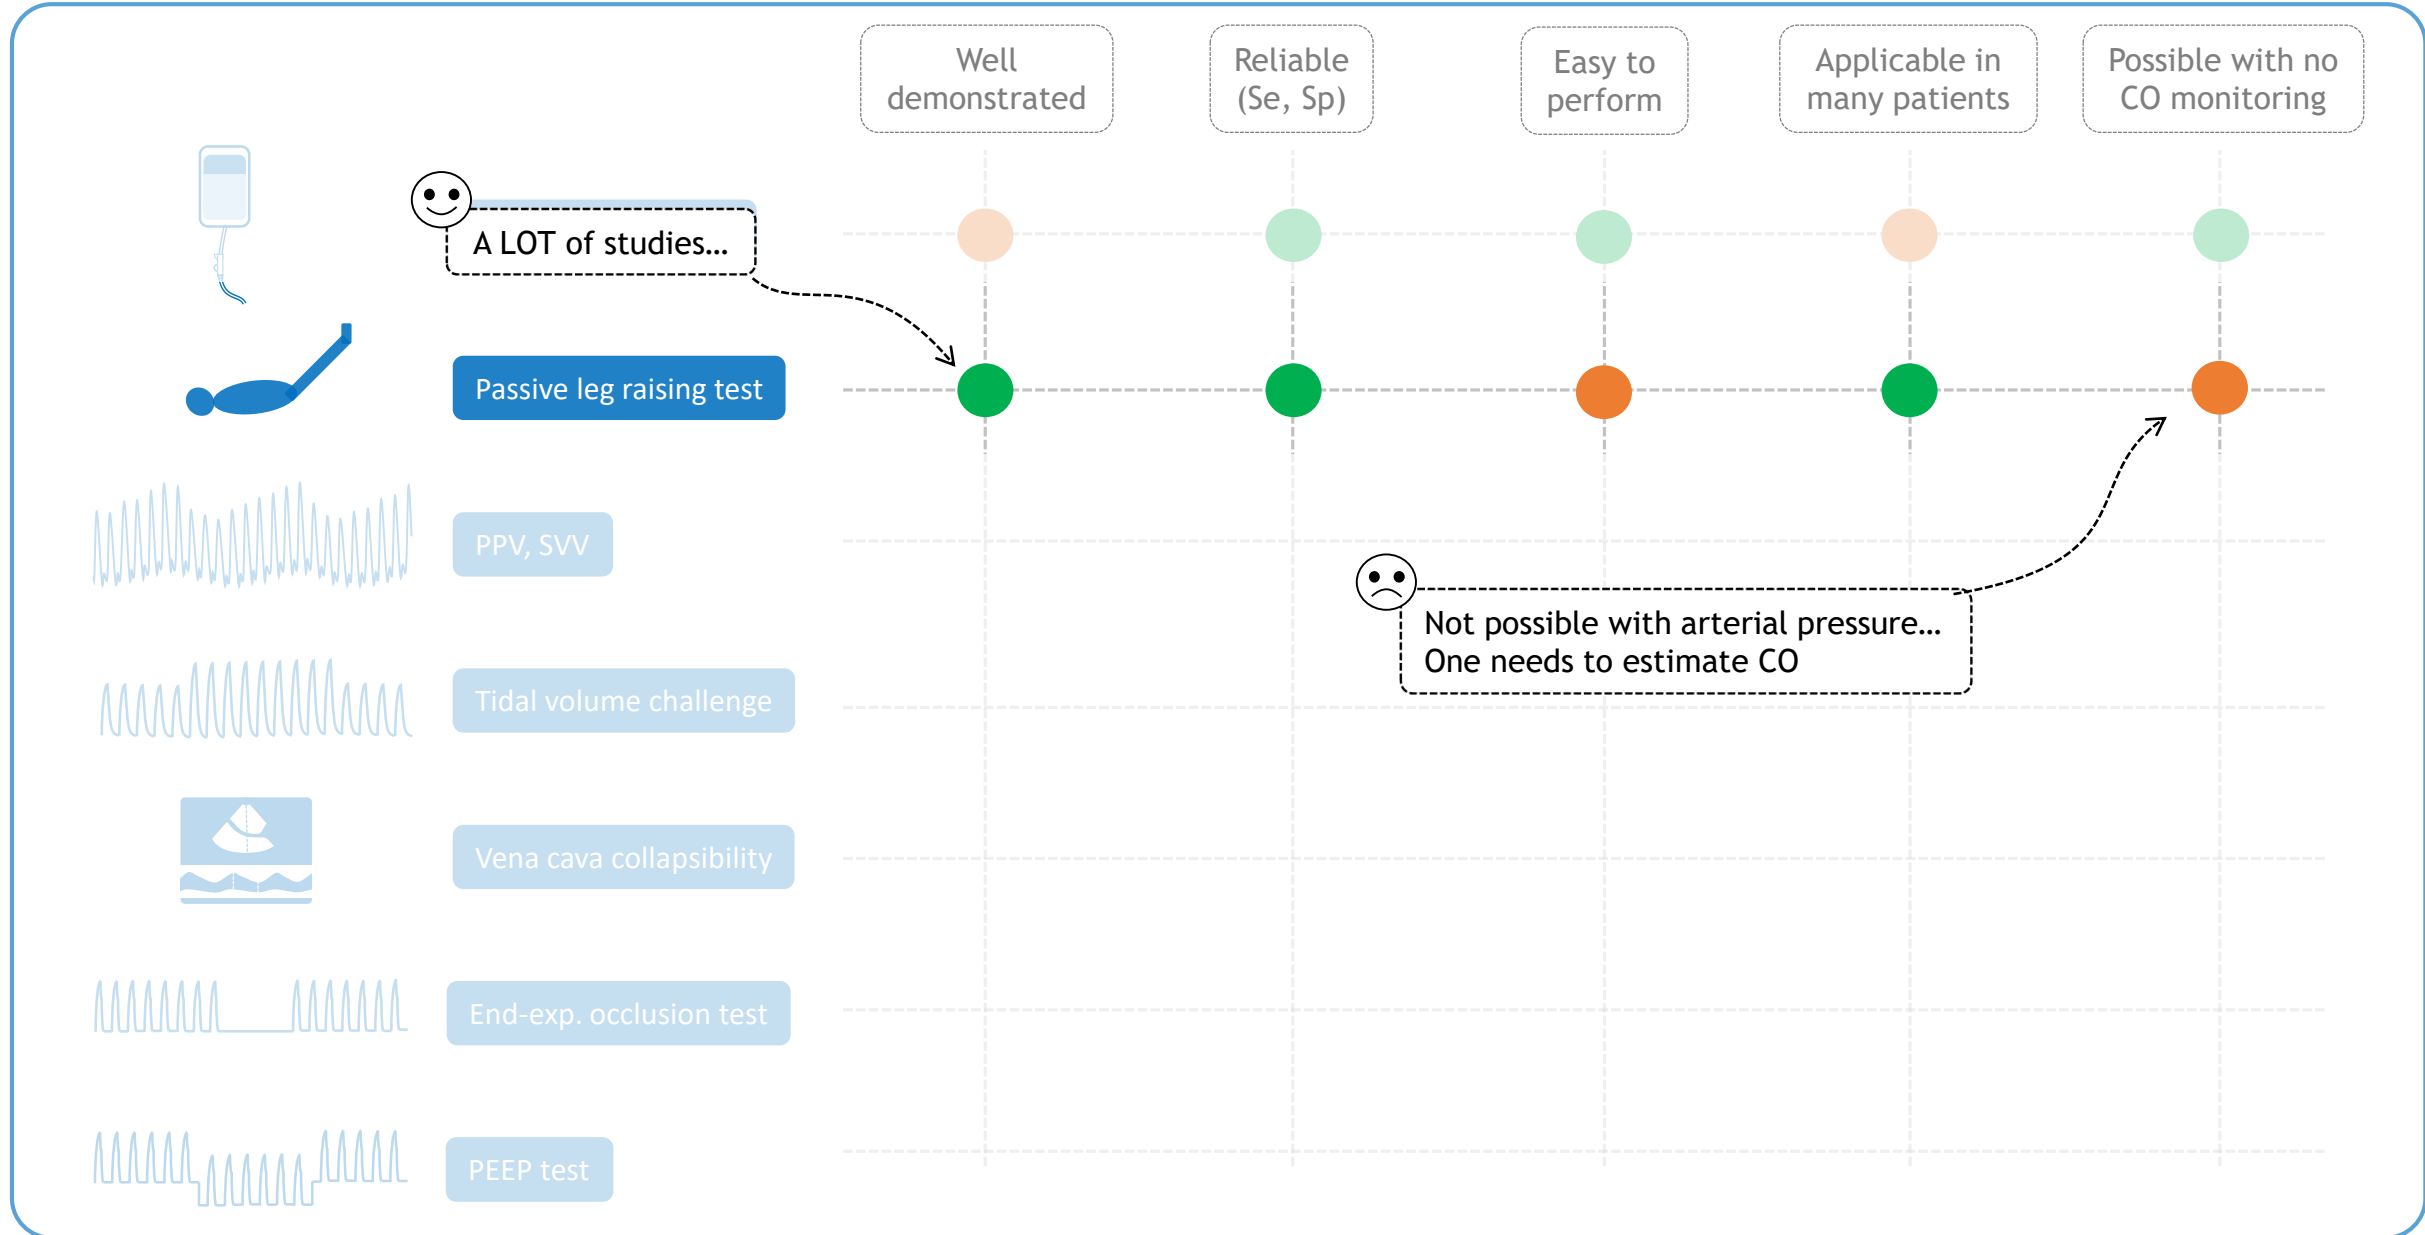 Well
demonstrated
Reliable
(Se, Sp)
Easy to
perform
Applicable in
many patients
Possible with no
CO monitoring
A LOT of studies…
Passive leg raising test
PPV, SVV
Not possible with arterial pressure…
One needs to estimate CO
Tidal volume challenge
Vena cava collapsibility
End-exp. occlusion test
PEEP test